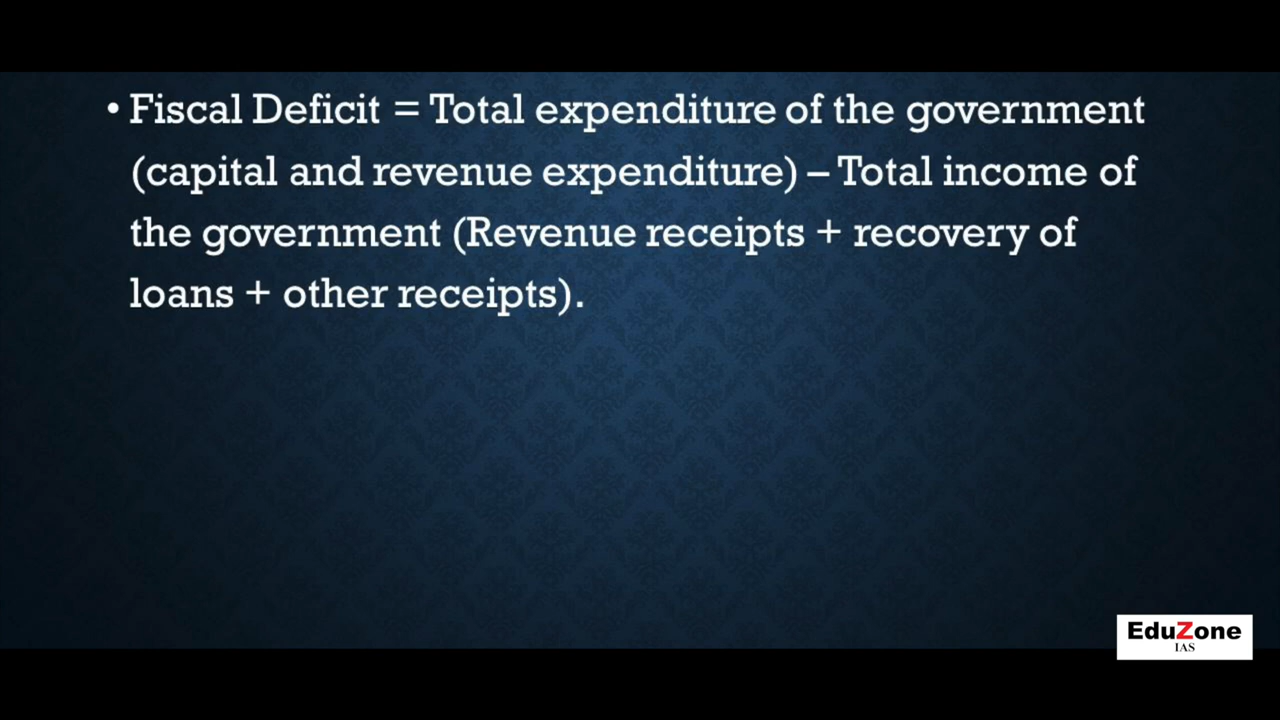 • Fiscal Deficit = Total expenditure of the government
(capital and revenue expenditure) – Total income of
the government (Revenue receipts + recovery of
loans + other receipts).
EduZone
IAS